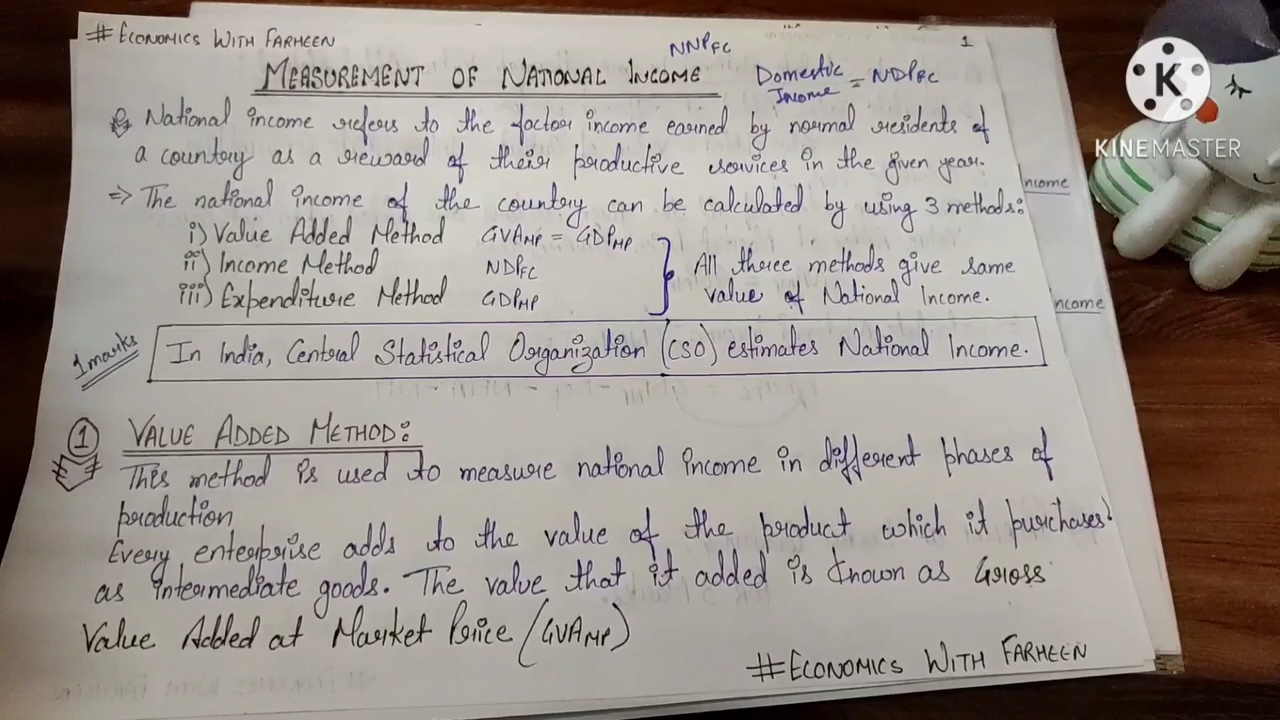 # ECONOMICS WITH FARHEEN
1
NNPFC
MEASUREMENT OF NATIONAL INCOME
Domestic Income = NDPFC
National income refers to the factor income earned by normal residents of
a country as a reward of their productive services in the given year.
⇒ The national income of the country can be calculated by using 3 methods:
i) Value Added Method GVAMP = GDPMP
ii) Income Method NDPFC
iii) Expenditure Method GDPMP
All three methods give same
value of National Income.
1marks
In India, Central Statistical Organization (CSO) estimates National Income.
1 VALUE ADDED METHOD:
This method is used to measure national income in different phases of
production
Every enterprise adds to the value of the product which it purchases
as intermediate goods. The value that it added is known as Gross
Value Added at Market Price (GVAMP)
#ECONOMICS WITH FARHEEN
K
KINEMASTER
ncome
ncome